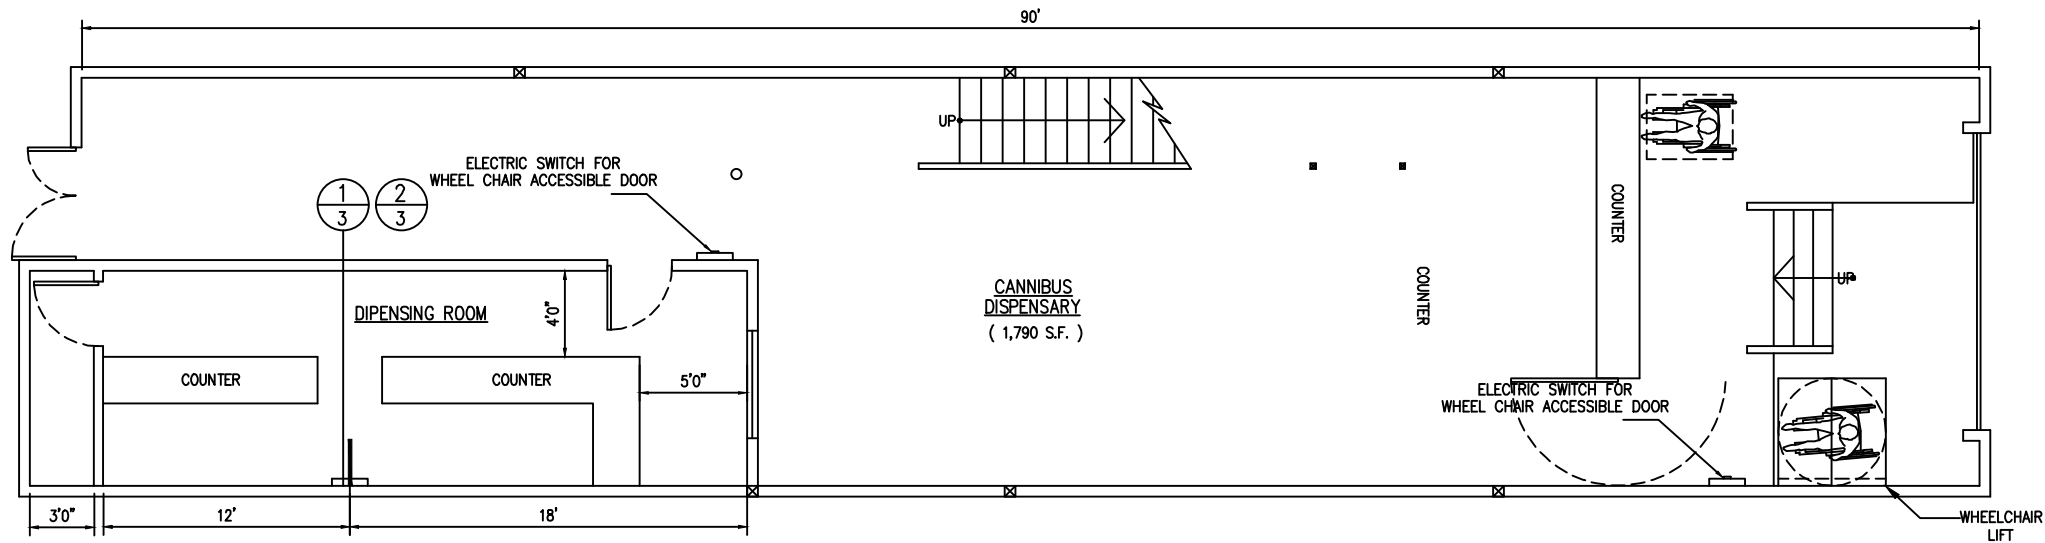 90'
UP
ELECTRIC SWITCH FOR
WHEEL CHAIR ACCESSIBLE DOOR
1
3
2
3
COUNTER
COUNTER
UP
CANNIBUS
DISPENSARY
( 1,790 S.F. )
DIPENSING ROOM
4'0"
COUNTER
COUNTER
5'0"
ELECTRIC SWITCH FOR
WHEEL CHAIR ACCESSIBLE DOOR
3'0"
12'
18'
WHEELCHAIR
LIFT